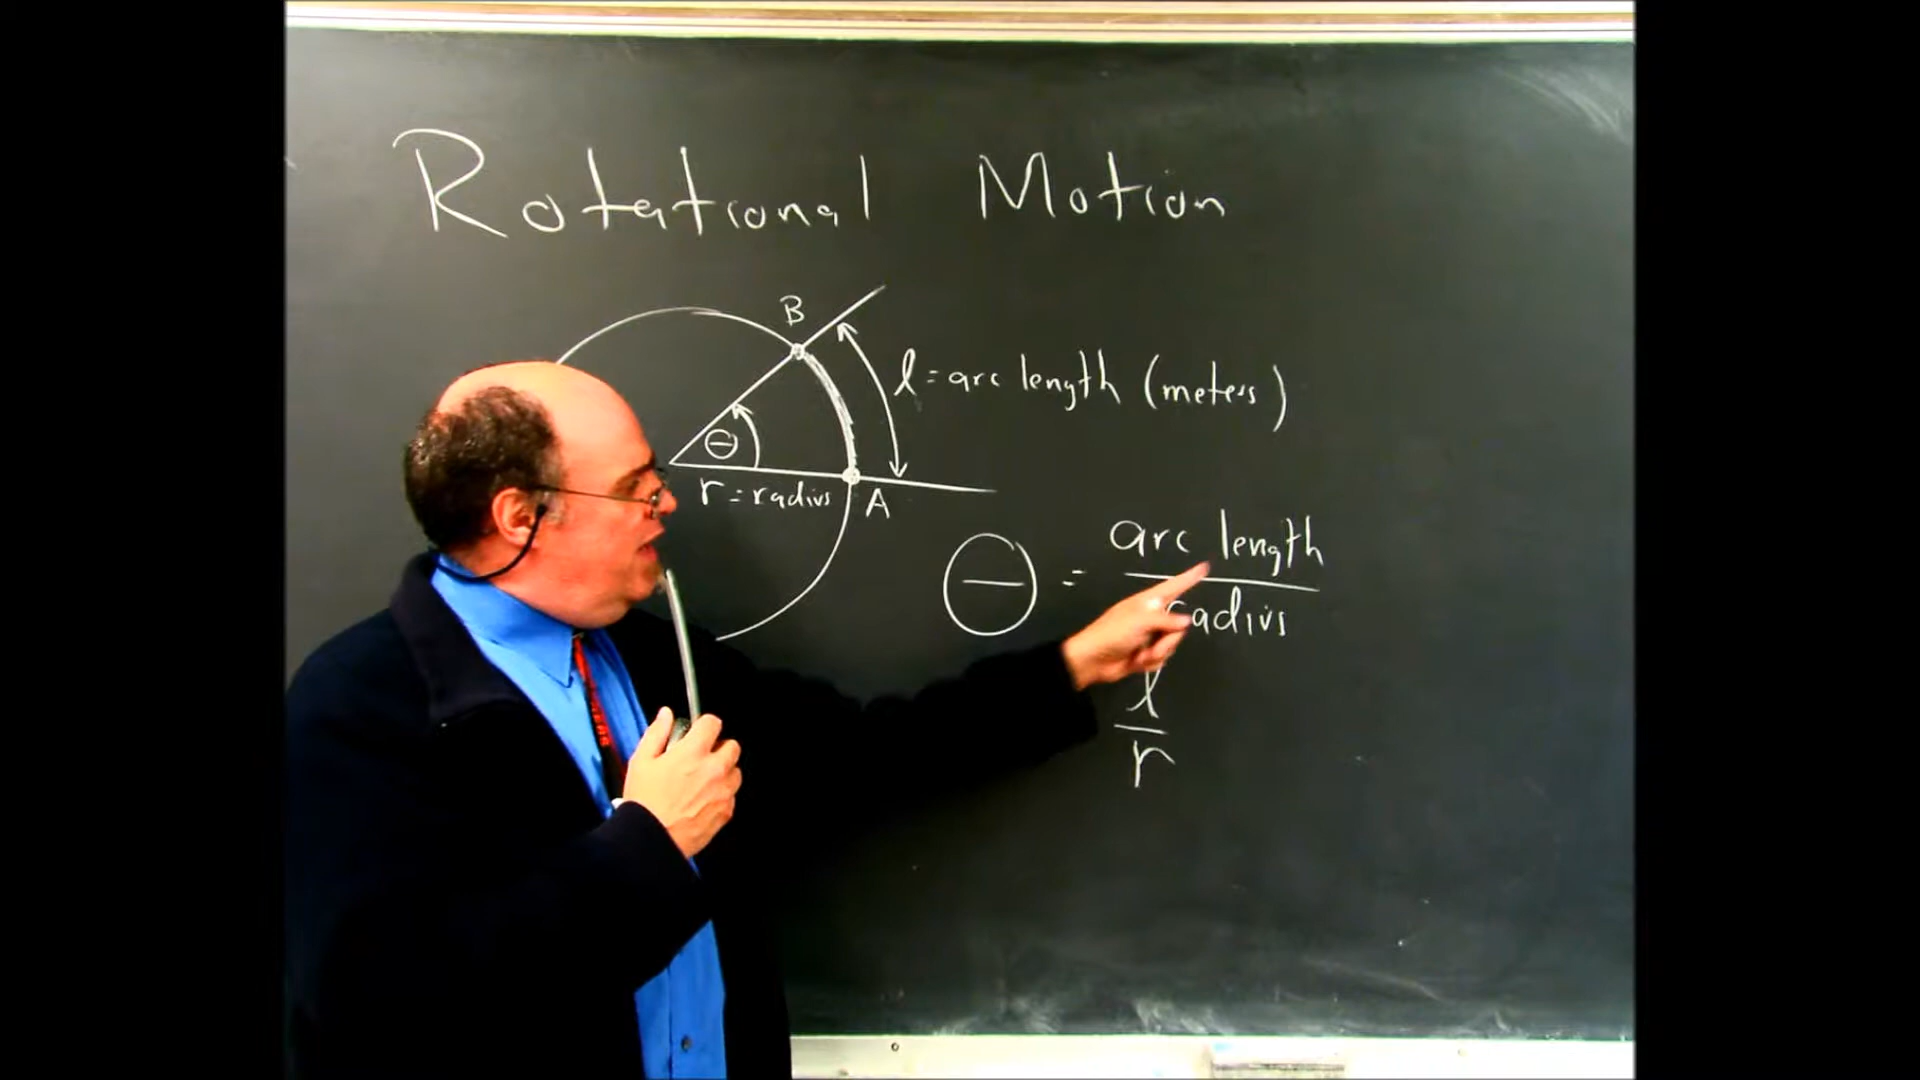 Rotational Motion
B
l = arc length (meters)
Θ
r = radius
A
Θ = arc length
radius
l
r